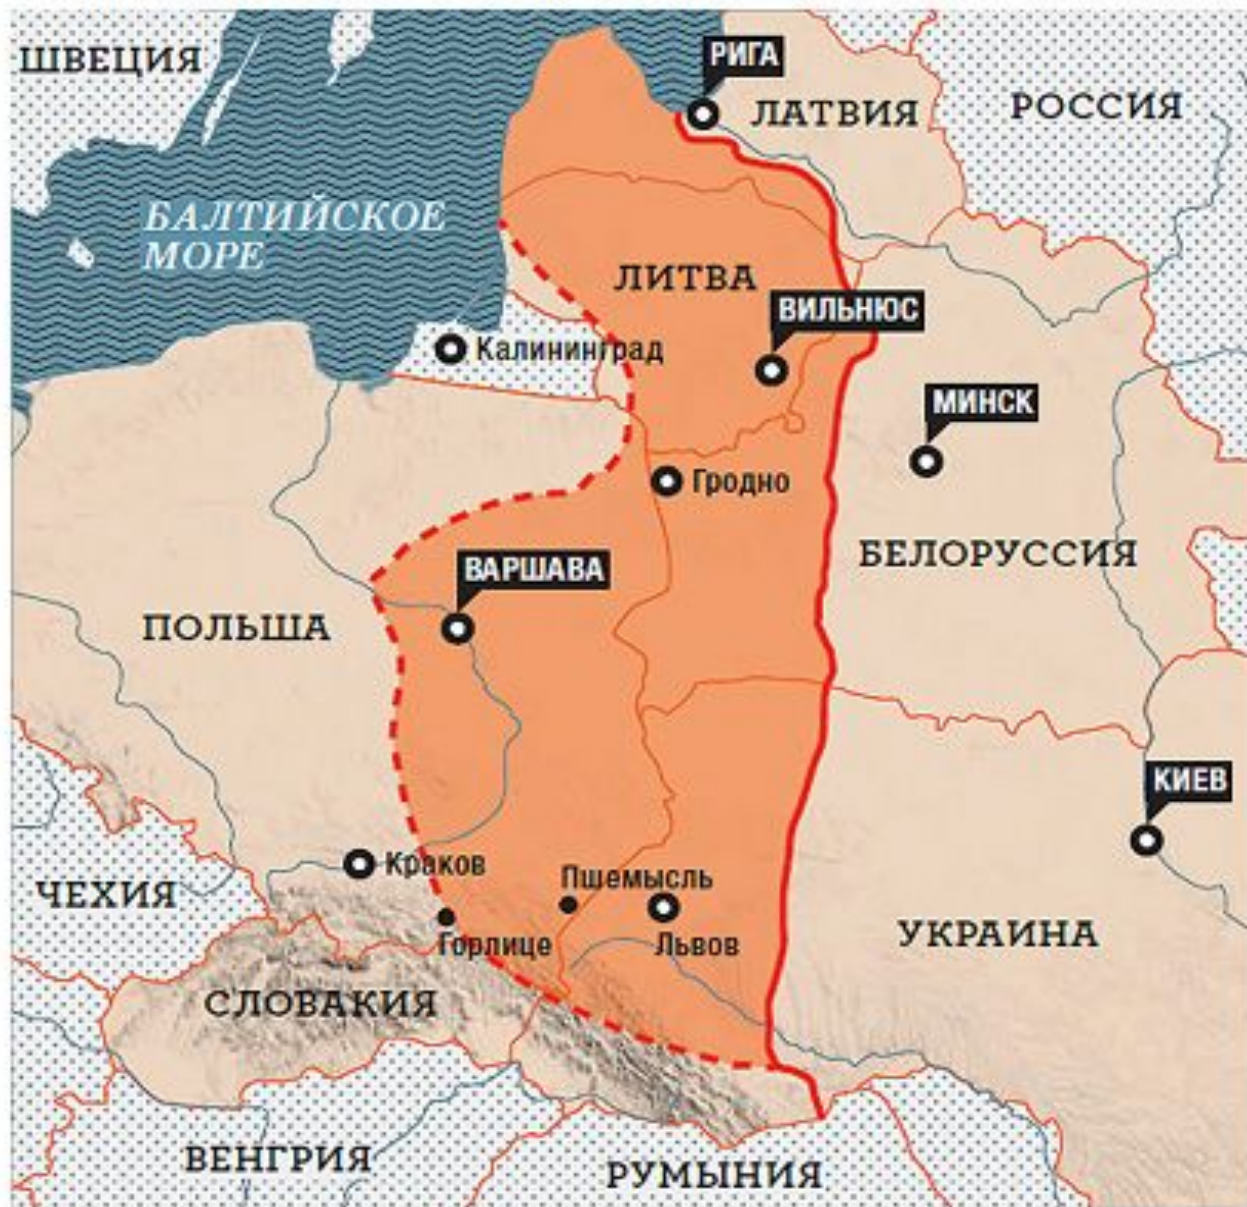 ШВЕЦИЯ
РИГА
ЛАТВИЯ
РОССИЯ
БАЛТИЙСКОЕ
МОРЕ
ЛИТВА
ВИЛЬНЮС
Калининград
МИНСК
Гродно
БЕЛОРУССИЯ
ВАРШАВА
ПОЛЬША
КИЕВ
Краков
Пшемысль
ЧЕХИЯ
Горлице
Львов
УКРАИНА
СЛОВАКИЯ
ВЕНГРИЯ
РУМЫНИЯ